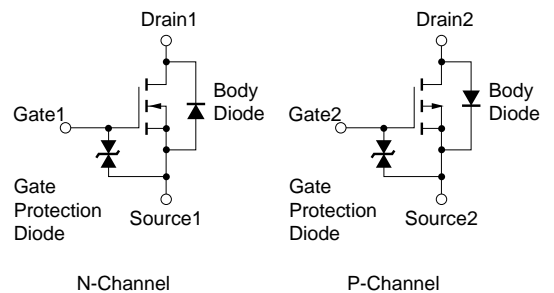 Drain1
Body
Diode
Gate1
Gate
Protection
Diode
Source1
N-Channel
Drain2
Body
Diode
Gate2
Gate
Protection
Diode
Source2
P-Channel